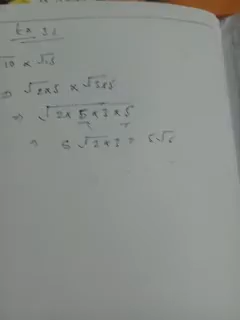 Ex 3.1
√10 × √15
⇒ √2×5 × √3×5
⇒ √2×5×3×5
⇒ 5 √2×3 = 5√6